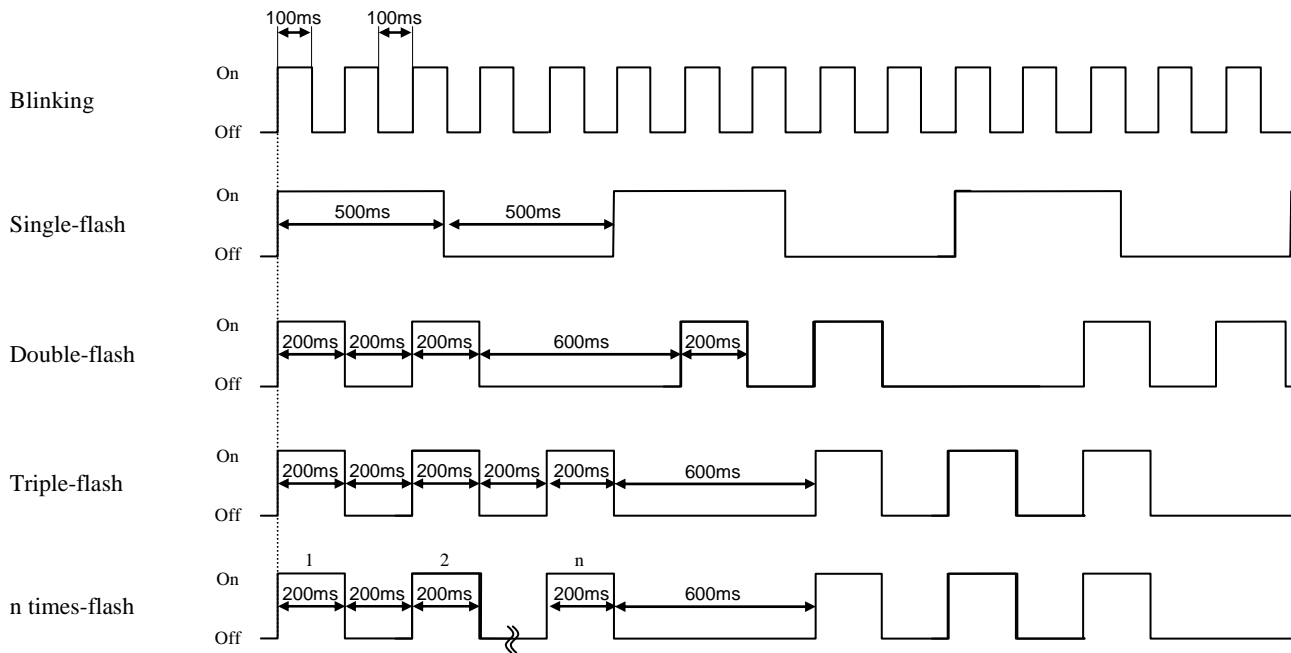 100ms 100ms
On
Blinking
Off
On
500ms 500ms
Single-flash
Off
On
200ms 200ms 200ms 600ms 200ms
Double-flash
Off
On
200ms 200ms 200ms 200ms 200ms 600ms
Triple-flash
Off
1 2 n
On
200ms 200ms 200ms 200ms 600ms
n times-flash
Off